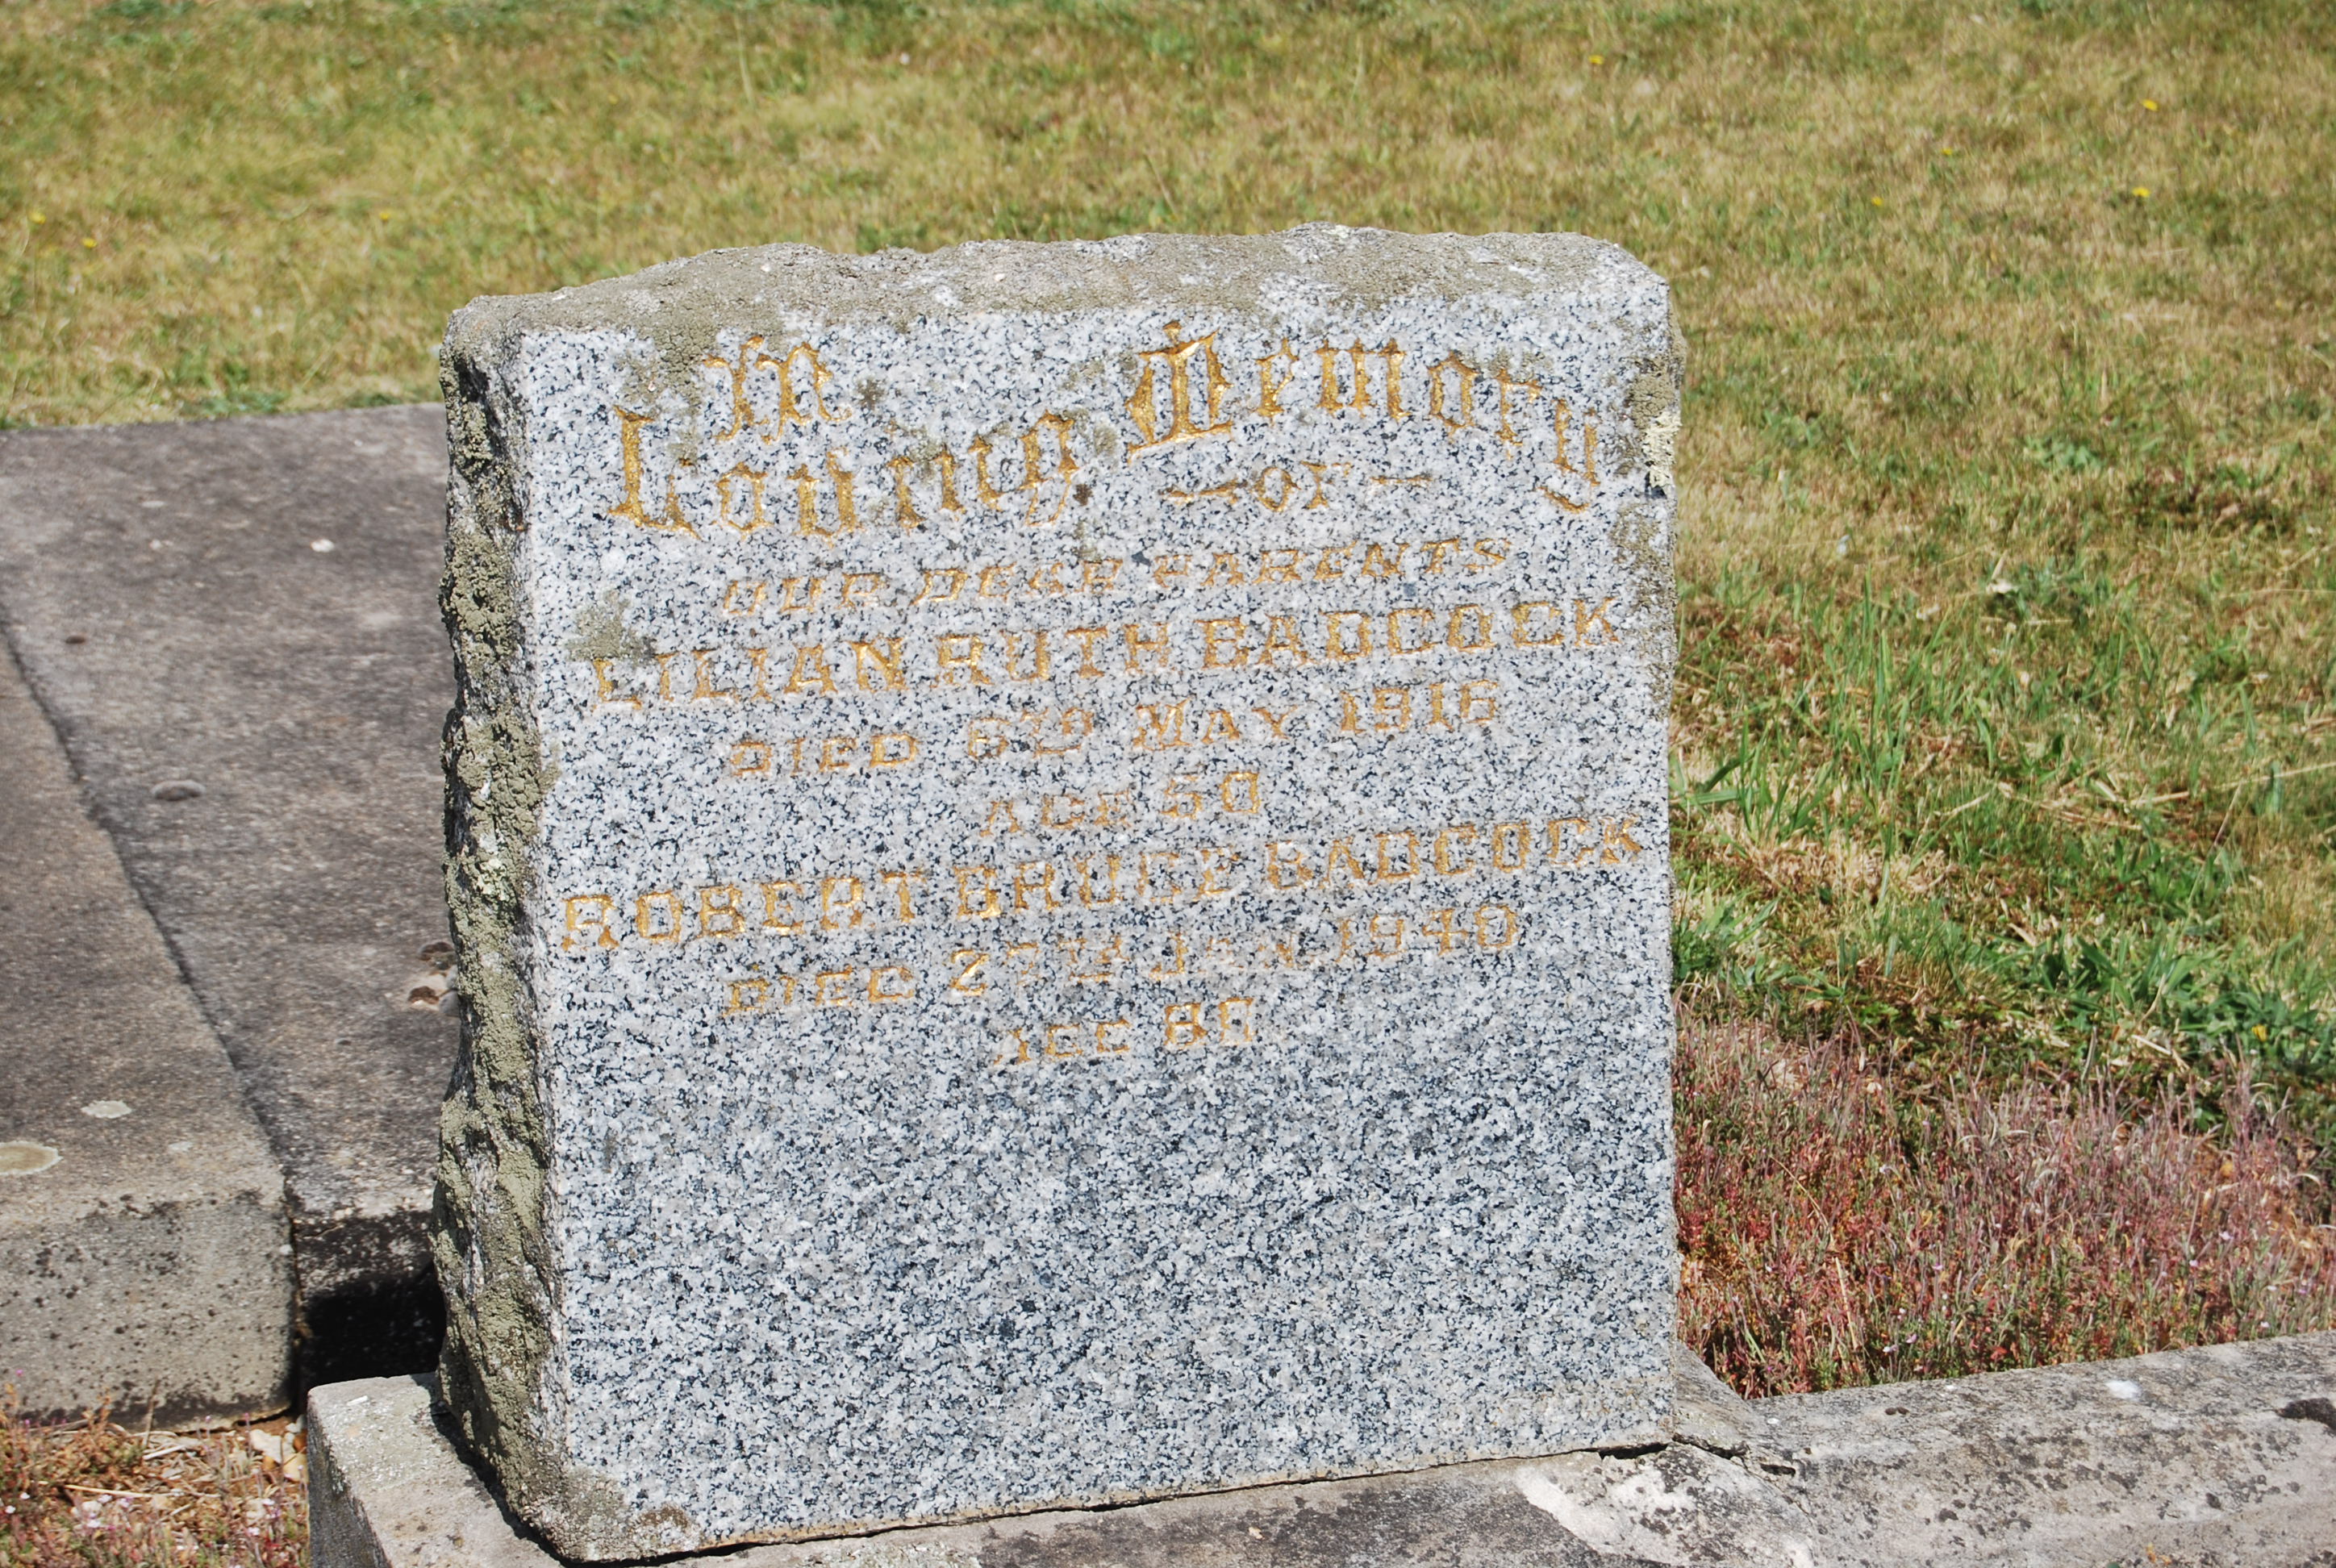 In
Loving Memory
— OF —
OUR DEAR PARENTS
LILIAN RUTH BADCOCK
DIED 6TH MAY 1916
AGE 50
ROBERT BRUCE BADCOCK
DIED 27TH JAN. 1940
AGE 88